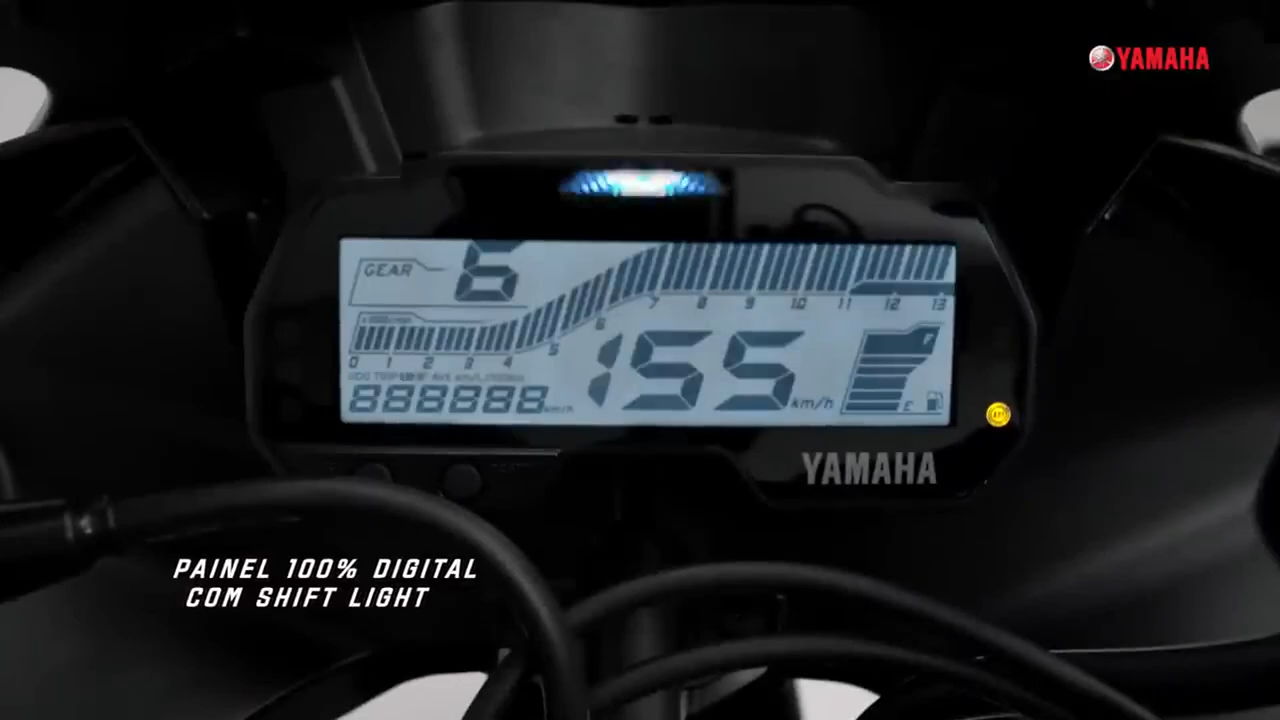 YAMAHA
GEAR 6
7 8 9 10 11 12 13
6
5
0 1 2 3 4
155 km/h
F
E
888888 km/h
YAMAHA
PAINEL 100% DIGITAL
COM SHIFT LIGHT